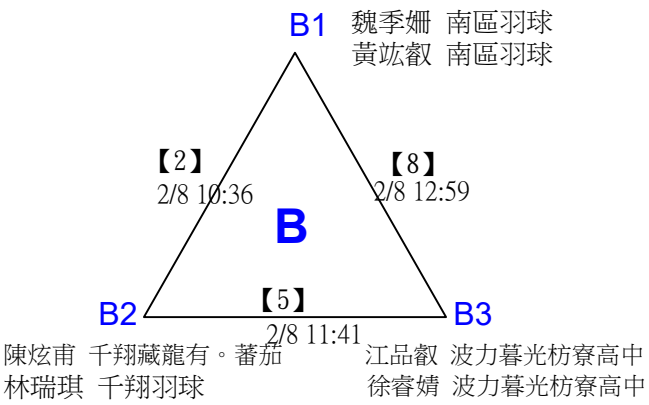 B1
魏季姍 南區羽球
黃竑叡 南區羽球
【2】
2/8 10:36
【8】
2/8 12:59
B
【5】
2/8 11:41
B2
B3
陳炫甫 千翔藏龍有。蕃茄
林瑞琪 千翔羽球
江品叡 波力暮光枋寮高中
徐睿婧 波力暮光枋寮高中